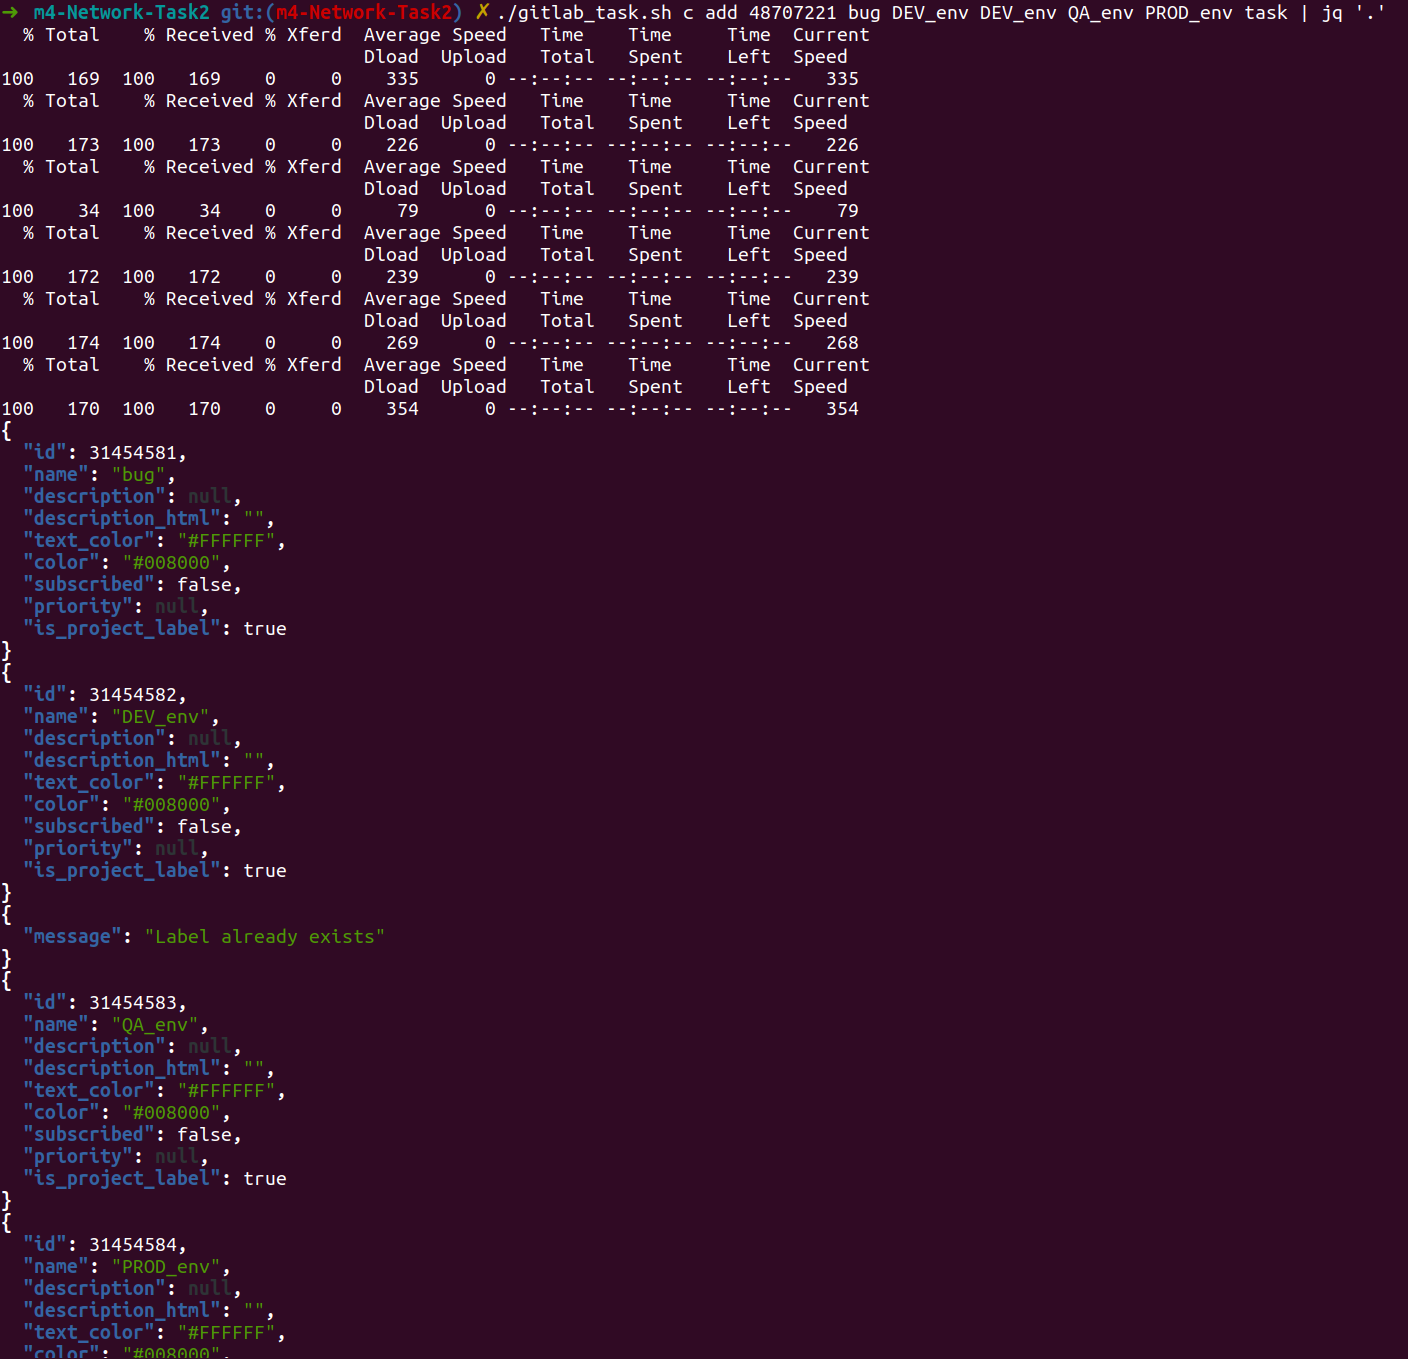 ➜  m4-Network-Task2 git:(m4-Network-Task2) ✗ ./gitlab_task.sh c add 48707221 bug DEV_env DEV_env QA_env PROD_env task | jq '.'
  % Total    % Received % Xferd  Average Speed   Time    Time     Time  Current
                                 Dload  Upload   Total   Spent    Left  Speed
100   169  100   169    0     0    335      0 --:--:-- --:--:-- --:--:--   335
  % Total    % Received % Xferd  Average Speed   Time    Time     Time  Current
                                 Dload  Upload   Total   Spent    Left  Speed
100   173  100   173    0     0    226      0 --:--:-- --:--:-- --:--:--   226
  % Total    % Received % Xferd  Average Speed   Time    Time     Time  Current
                                 Dload  Upload   Total   Spent    Left  Speed
100    34  100    34    0     0     79      0 --:--:-- --:--:-- --:--:--    79
  % Total    % Received % Xferd  Average Speed   Time    Time     Time  Current
                                 Dload  Upload   Total   Spent    Left  Speed
100   172  100   172    0     0    239      0 --:--:-- --:--:-- --:--:--   239
  % Total    % Received % Xferd  Average Speed   Time    Time     Time  Current
                                 Dload  Upload   Total   Spent    Left  Speed
100   174  100   174    0     0    269      0 --:--:-- --:--:-- --:--:--   268
  % Total    % Received % Xferd  Average Speed   Time    Time     Time  Current
                                 Dload  Upload   Total   Spent    Left  Speed
100   170  100   170    0     0    354      0 --:--:-- --:--:-- --:--:--   354
{
  "id": 31454581,
  "name": "bug",
  "description": null,
  "description_html": "",
  "text_color": "#FFFFFF",
  "color": "#008000",
  "subscribed": false,
  "priority": null,
  "is_project_label": true
}
{
  "id": 31454582,
  "name": "DEV_env",
  "description": null,
  "description_html": "",
  "text_color": "#FFFFFF",
  "color": "#008000",
  "subscribed": false,
  "priority": null,
  "is_project_label": true
}
{
  "message": "Label already exists"
}
{
  "id": 31454583,
  "name": "QA_env",
  "description": null,
  "description_html": "",
  "text_color": "#FFFFFF",
  "color": "#008000",
  "subscribed": false,
  "priority": null,
  "is_project_label": true
}
{
  "id": 31454584,
  "name": "PROD_env",
  "description": null,
  "description_html": "",
  "text_color": "#FFFFFF",
  "color": "#008000",